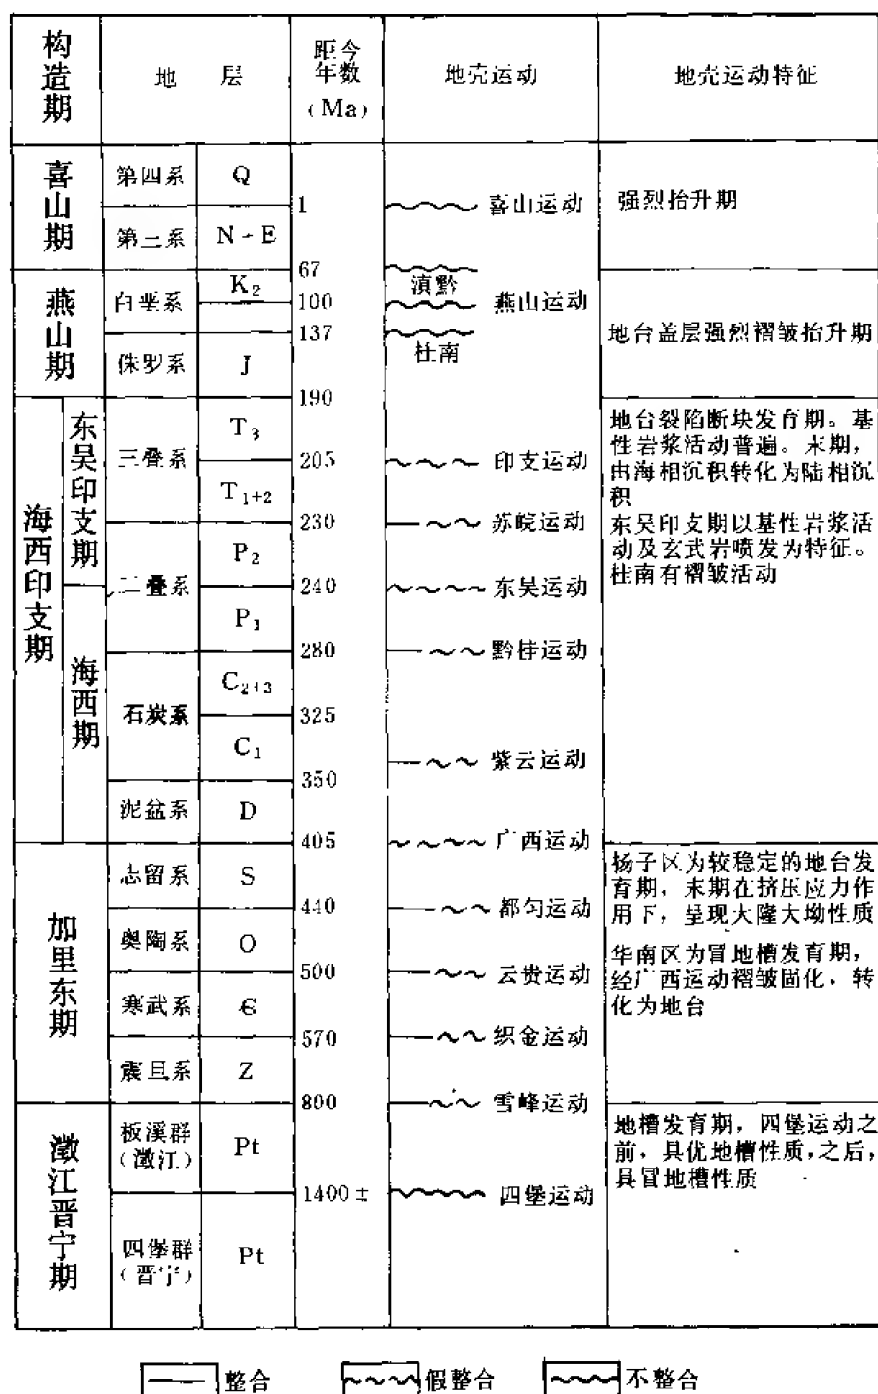 构造期
地 层
距今年数(Ma)
地壳运动
地壳运动特征
喜山期
第四系
Q
1
喜山运动
强烈抬升期
第三系
N-E
67
燕山期
白垩系
K₂
滇黔
100
燕山运动
137
桂南
地台盖层强烈褶皱抬升期
侏罗系
J
190
海西印支期
东吴印支期
三叠系
T₃
205
印支运动
T₁₊₂
230
苏皖运动
地台裂陷断块发育期。基
性岩浆活动普遍。末期，
由海相沉积转化为陆相沉
积
东吴印支期以基性岩浆活
动及玄武岩喷发为特征。
桂南有褶皱活动
二叠系
P₂
240
东吴运动
海西期
P₁
280
黔桂运动
石炭系
C₂₊₃
325
C₁
紫云运动
350
泥盆系
D
405
广西运动
加里东期
志留系
S
440
都匀运动
扬子区为较稳定的地台发
育期，末期在挤压应力作
用下，呈现大隆大坳性质
华南区为冒地槽发育期，
经广西运动褶皱固化，转
化为地台
奥陶系
O
500
云贵运动
寒武系
Є
570
织金运动
震旦系
Z
800
雪峰运动
澂江晋宁期
板溪群
(澂江)
Pt
1400±
四堡运动
地槽发育期，四堡运动之
前，具优地槽性质，之后，
具冒地槽性质
四堡群
(晋宁)
Pt
整合
假整合
不整合